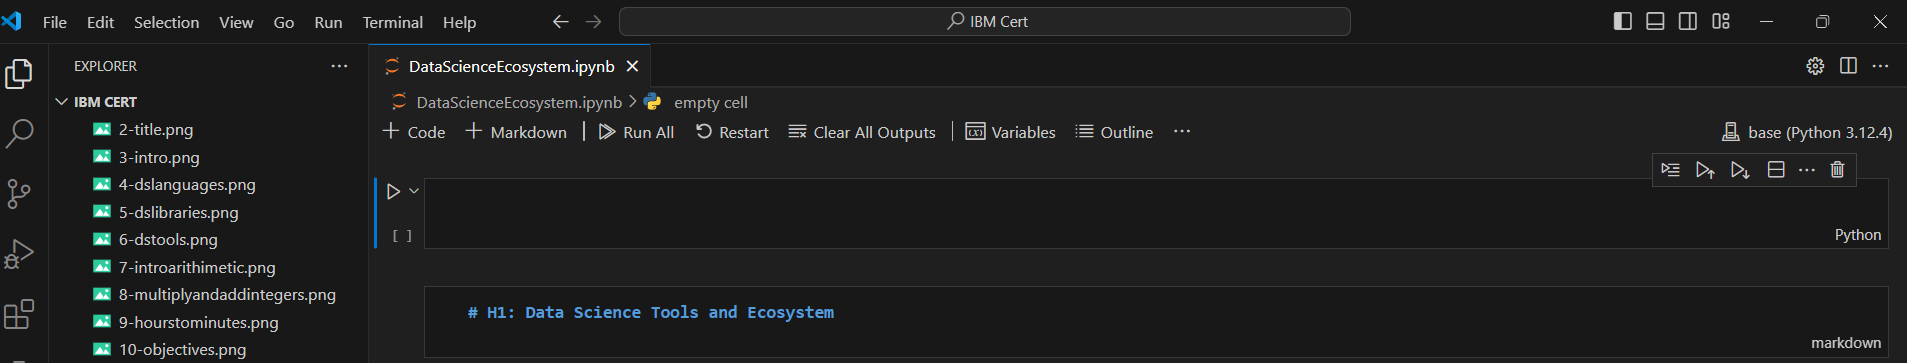 File Edit Selection View Go Run Terminal Help IBM Cert
EXPLORER
IBM CERT
2-title.png
3-intro.png
4-dslanguages.png
5-dslibraries.png
6-dstools.png
7-introarithimetic.png
8-multiplyandaddintegers.png
9-hourstominutes.png
10-objectives.png
DataScienceEcosystem.ipynb
DataScienceEcosystem.ipynb > empty cell
+ Code + Markdown | Run All Restart Clear All Outputs | Variables Outline ...
base (Python 3.12.4)
[ ]
Python
# H1: Data Science Tools and Ecosystem
markdown